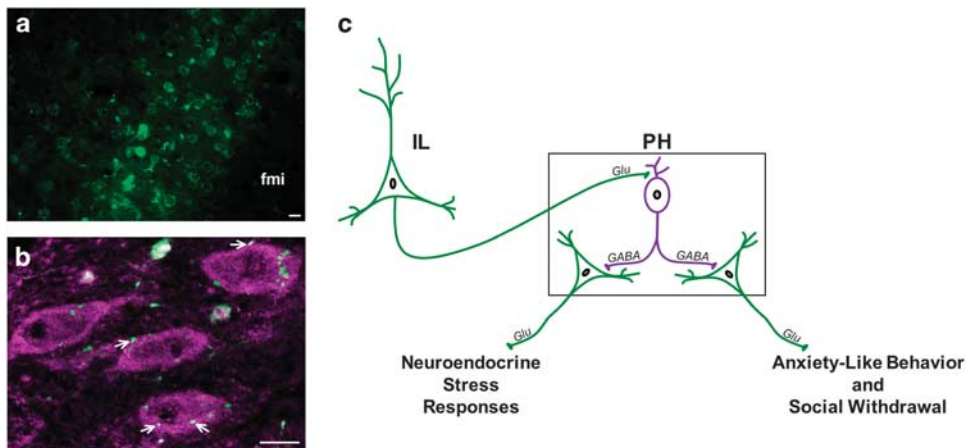 a
fmi
b
c
IL
PH
Glu
GABA
GABA
Glu
Glu
Neuroendocrine
Stress
Responses
Anxiety-Like Behavior
and
Social Withdrawal